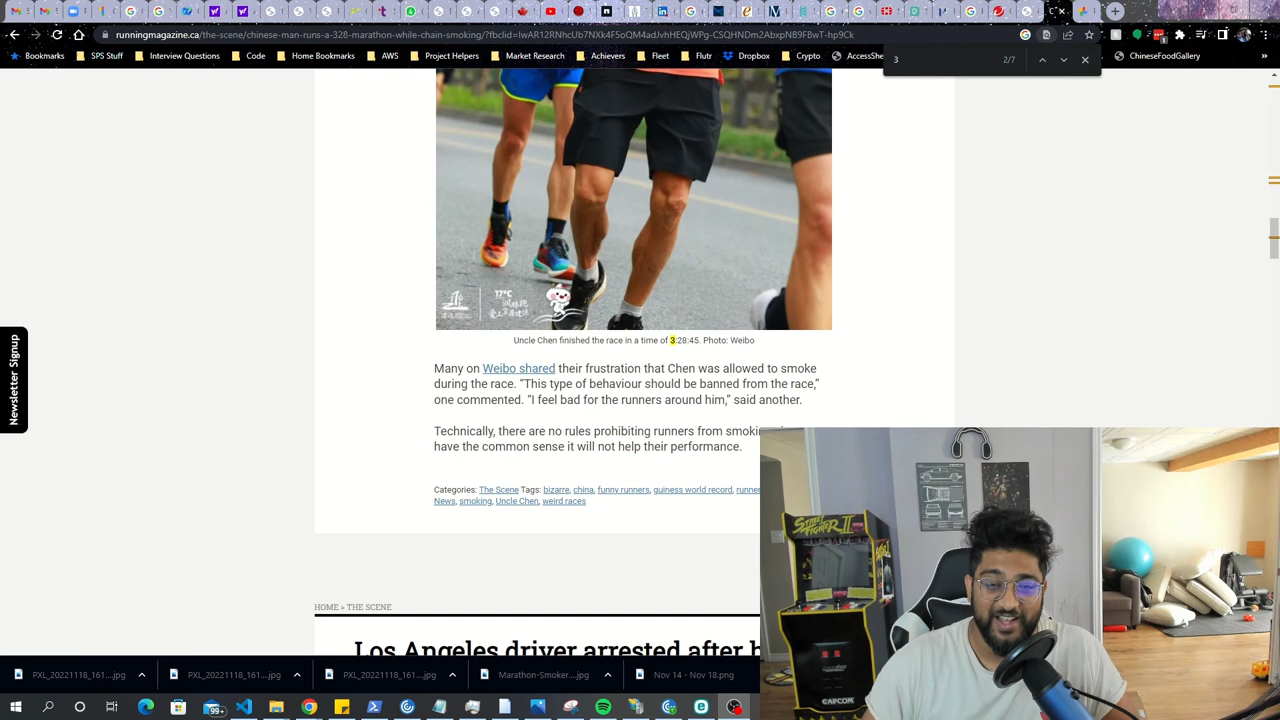 runningmagazine.ca/the-scene/chinese-man-runs-a-328-marathon-while-chain-smoking/?fbclid=IwAR12RNhcUb7NXk4F5oQM4adJvhHEQjWPg-CSQHNDm2AbxpNB9FBwT-hp9Ck
Bookmarks SPS Stuff Interview Questions Code Home Bookmarks AWS Project Helpers Market Research Achievers Fleet Flutr Dropbox Crypto AccessShe ChineseFoodGallery »
3 2/7
17°C
Uncle Chen finished the race in a time of 3:28:45. Photo: Weibo
Newsletter Signup
Many on Weibo shared their frustration that Chen was allowed to smoke
during the race. “This type of behaviour should be banned from the race,”
one commented. “I feel bad for the runners around him,” said another.
Technically, there are no rules prohibiting runners from smoki
have the common sense it will not help their performance.
Categories: The Scene Tags: bizarre, china, funny runners, guiness world record, runner
News, smoking, Uncle Chen, weird races
HOME > THE SCENE
Los Angeles driver arrested after h
STREET FIGHTER II
CAPCOM
PXL_20221118_161....jpg PXL_20221118_161....jpg PXL_20221118_161....jpg Marathon-Smoker....jpg Nov 14 - Nov 18.png
99+